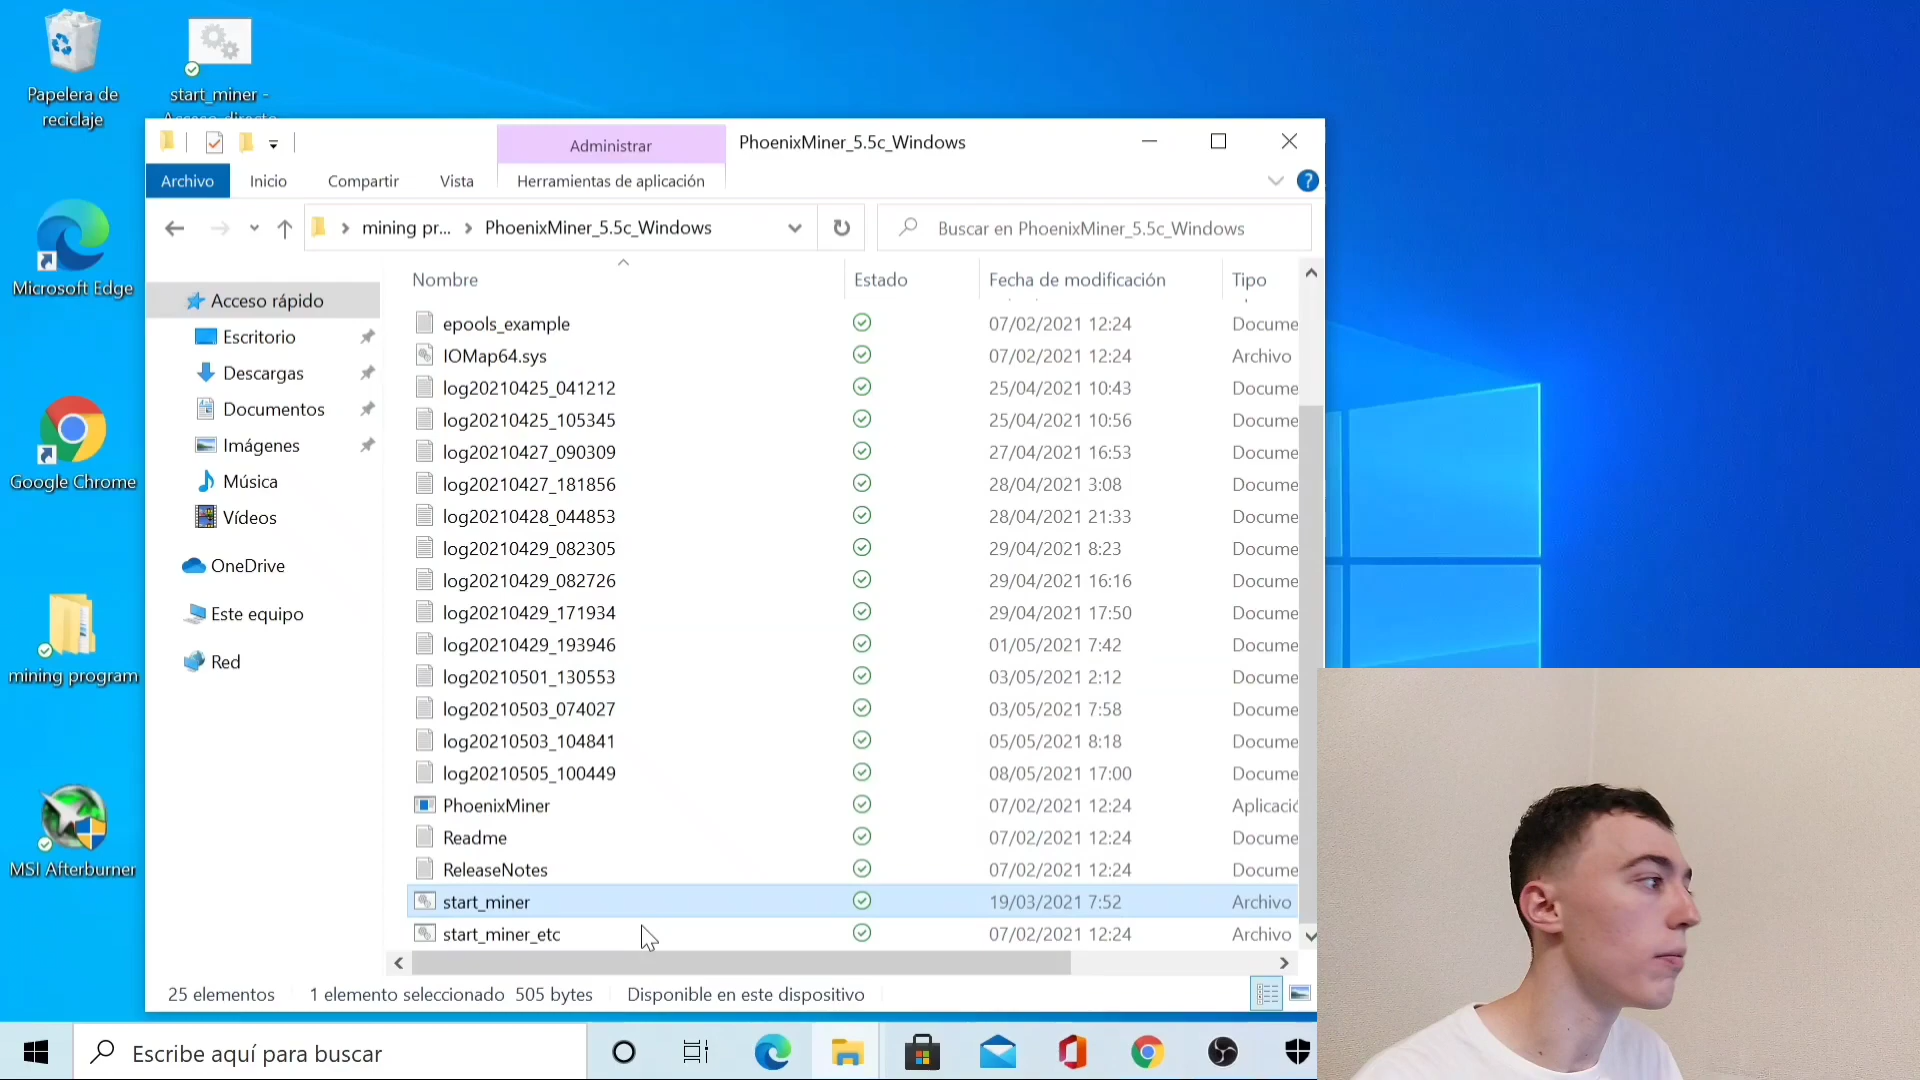 Papelera de
reciclaje
start_miner -
Microsoft Edge
Google Chrome
mining program
MSI Afterburner
Administrar
PhoenixMiner_5.5c_Windows
Archivo
Inicio
Compartir
Vista
Herramientas de aplicación
?
mining pr...
PhoenixMiner_5.5c_Windows
Buscar en PhoenixMiner_5.5c_Windows
Acceso rápido
Escritorio
Descargas
Documentos
Imágenes
Música
Vídeos
OneDrive
Este equipo
Red
Nombre Estado Fecha de modificación Tipo
epools_example 07/02/2021 12:24 Docume
IOMap64.sys 07/02/2021 12:24 Archivo
log20210425_041212 25/04/2021 10:43 Docume
log20210425_105345 25/04/2021 10:56 Docume
log20210427_090309 27/04/2021 16:53 Docume
log20210427_181856 28/04/2021 3:08 Docume
log20210428_044853 28/04/2021 21:33 Docume
log20210429_082305 29/04/2021 8:23 Docume
log20210429_082726 29/04/2021 16:16 Docume
log20210429_171934 29/04/2021 17:50 Docume
log20210429_193946 01/05/2021 7:42 Docume
log20210501_130553 03/05/2021 2:12 Docume
log20210503_074027 03/05/2021 7:58 Docume
log20210503_104841 05/05/2021 8:18 Docume
log20210505_100449 08/05/2021 17:00 Docume
PhoenixMiner 07/02/2021 12:24 Aplicació
Readme 07/02/2021 12:24 Docume
ReleaseNotes 07/02/2021 12:24 Docume
start_miner 19/03/2021 7:52 Archivo
start_miner_etc 07/02/2021 12:24 Archivo
25 elementos 1 elemento seleccionado 505 bytes Disponible en este dispositivo
Escribe aquí para buscar